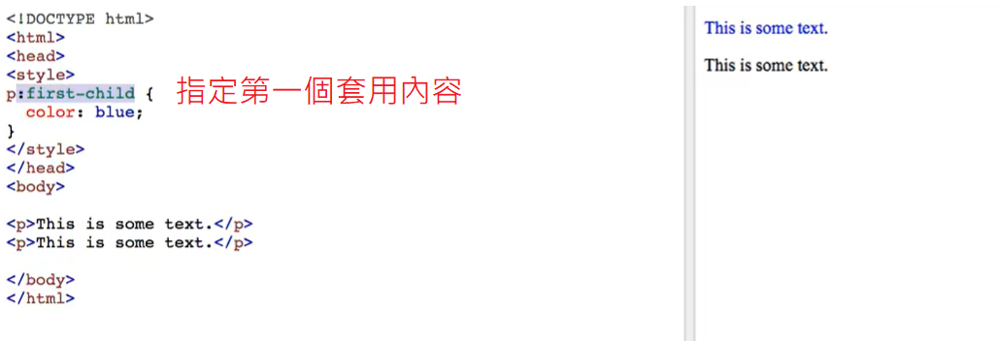 <!DOCTYPE html>
<html>
<head>
<style>
p:first-child {
指定第一個套用內容
color: blue;
}
</style>
</head>
<body>
<p>This is some text.</p>
<p>This is some text.</p>
</body>
</html>
This is some text.
This is some text.